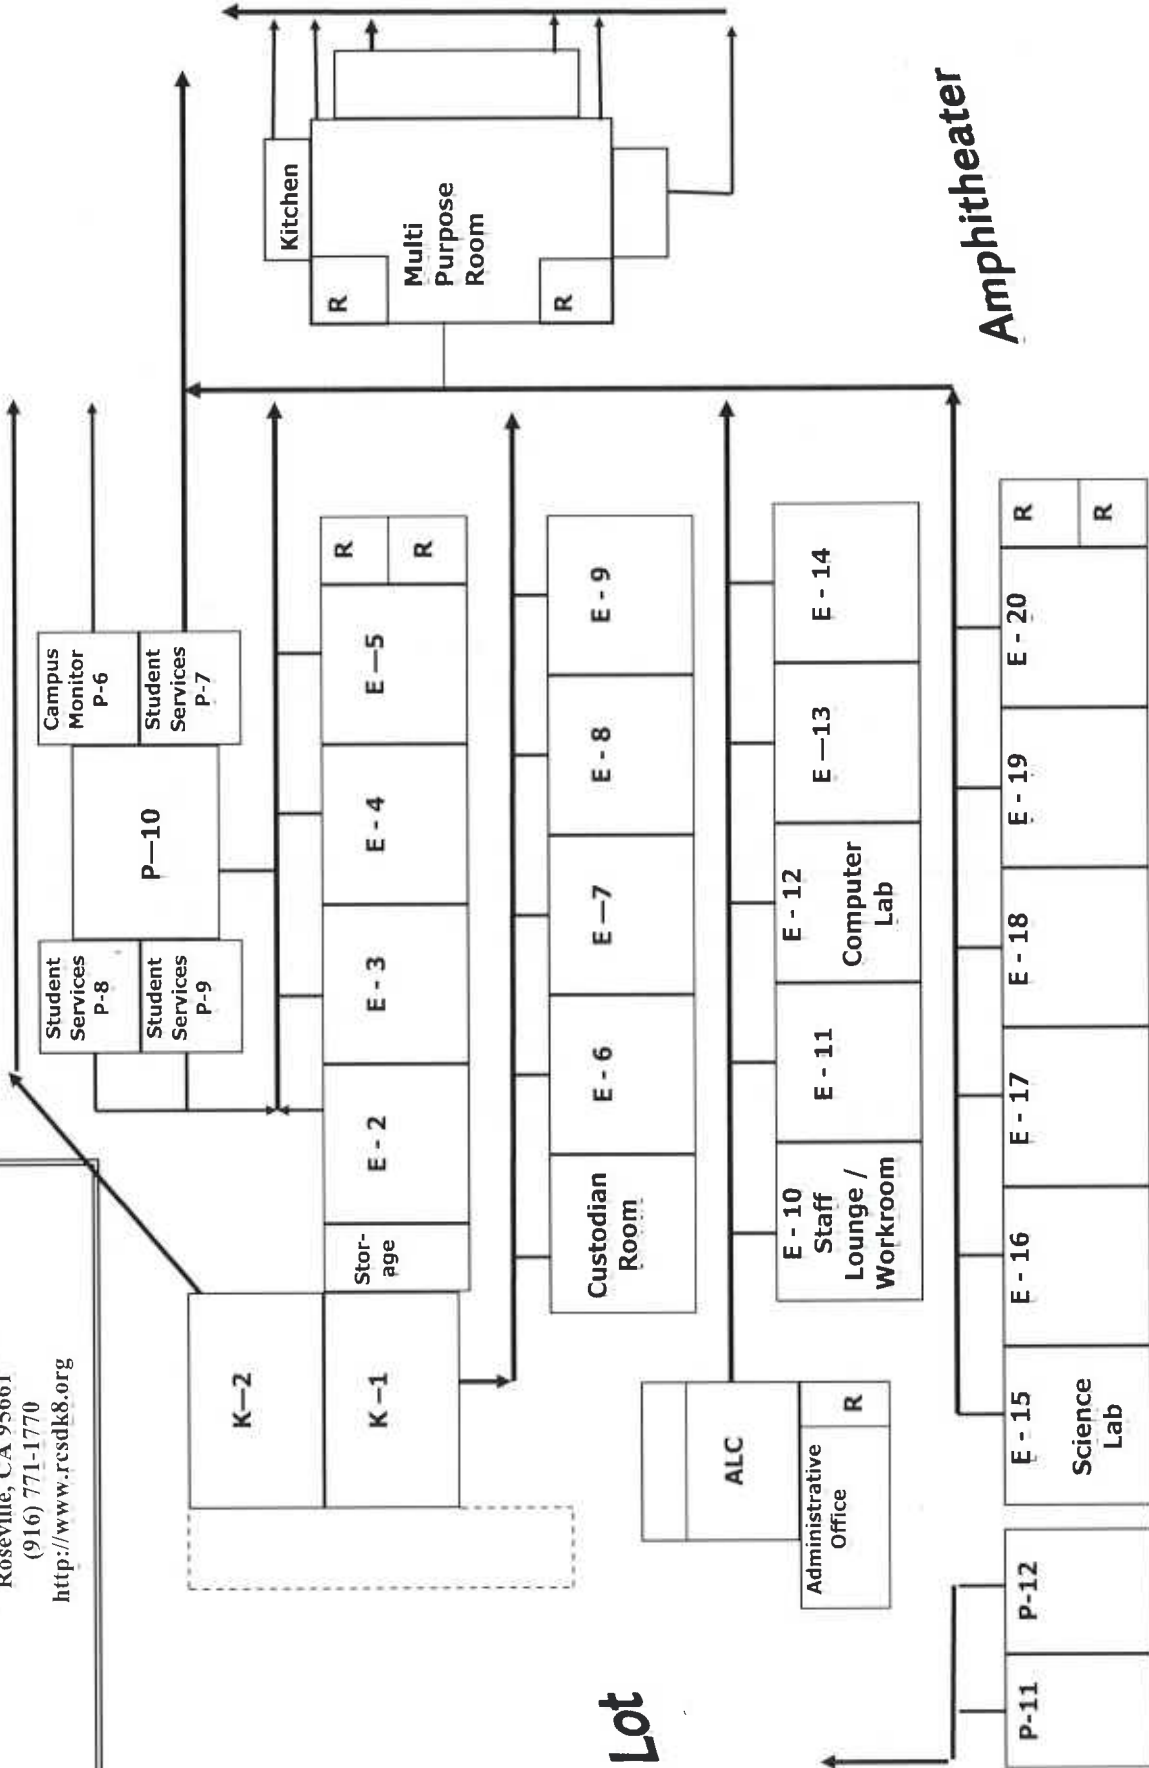 Roseville, CA 95661
(916) 771-1770
http://www.rcsdk8.org
Campus
Monitor
P-6
Student
Services
P-7
P—10
Student
Services
P-8
Student
Services
P-9
Kitchen
R
Multi
Purpose
Room
R
K—2
K—1
Stor-
age
E - 2
E - 3
E - 4
E—5
R
R
Custodian
Room
E - 6
E—7
E - 8
E - 9
ALC
Administrative
Office
R
E - 10
Staff
Lounge /
Workroom
E - 11
E - 12
Computer
Lab
E—13
E - 14
Amphitheater
Lot
P-11
P-12
E - 15
Science
Lab
E - 16
E - 17
E - 18
E - 19
E - 20
R
R